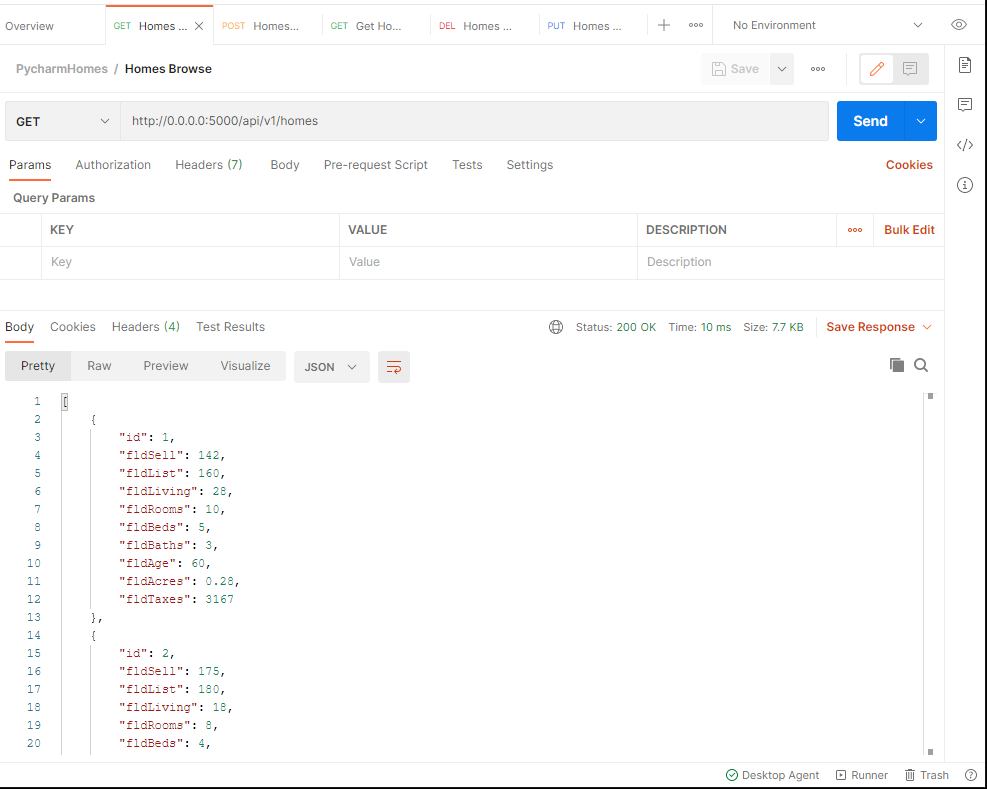 Overview GET Homes ... POST Homes... GET Get Ho... DEL Homes ... PUT Homes ... No Environment
PycharmHomes / Homes Browse Save
GET http://0.0.0.0:5000/api/v1/homes Send
Params Authorization Headers (7) Body Pre-request Script Tests Settings Cookies
Query Params
KEY VALUE DESCRIPTION Bulk Edit
Key Value Description
Body Cookies Headers (4) Test Results Status: 200 OK Time: 10 ms Size: 7.7 KB Save Response
Pretty Raw Preview Visualize JSON
1 [
2 {
3 "id": 1,
4 "fldSell": 142,
5 "fldList": 160,
6 "fldLiving": 28,
7 "fldRooms": 10,
8 "fldBeds": 5,
9 "fldBaths": 3,
10 "fldAge": 60,
11 "fldAcres": 0.28,
12 "fldTaxes": 3167
13 },
14 {
15 "id": 2,
16 "fldSell": 175,
17 "fldList": 180,
18 "fldLiving": 18,
19 "fldRooms": 8,
20 "fldBeds": 4,
Desktop Agent Runner Trash